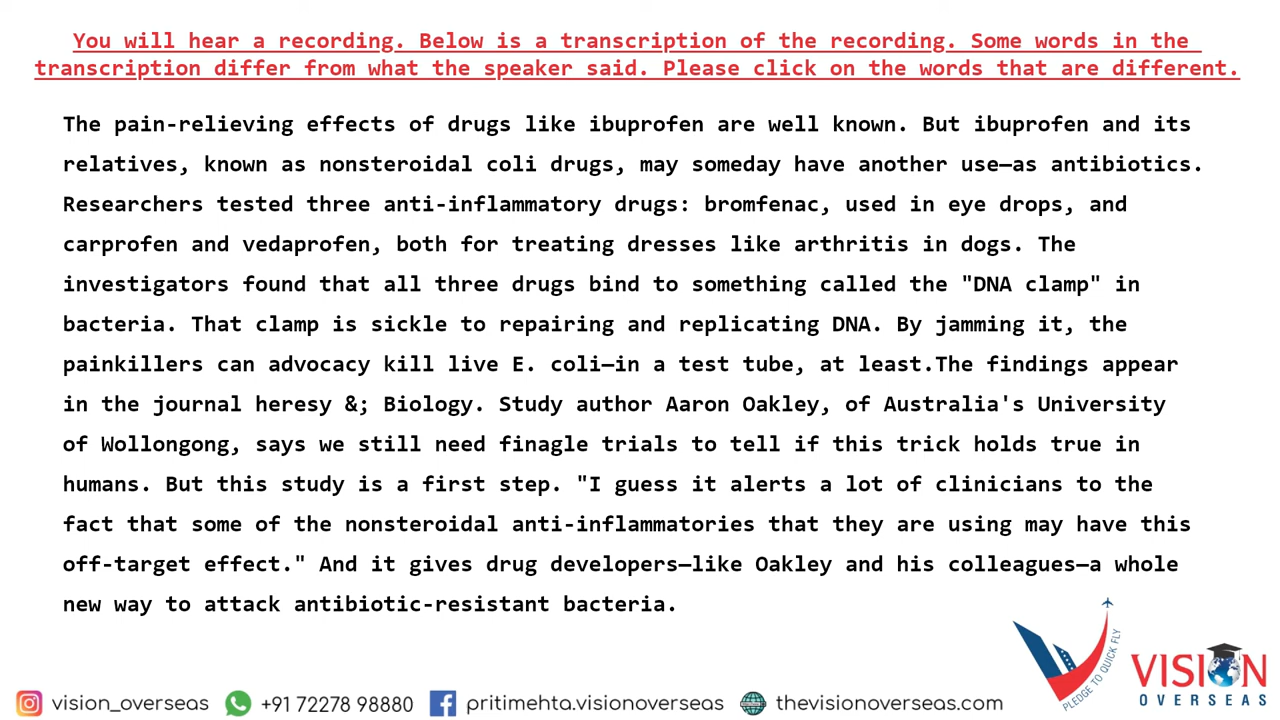 You will hear a recording. Below is a transcription of the recording. Some words in the
transcription differ from what the speaker said. Please click on the words that are different.
The pain-relieving effects of drugs like ibuprofen are well known. But ibuprofen and its
relatives, known as nonsteroidal coli drugs, may someday have another use—as antibiotics.
Researchers tested three anti-inflammatory drugs: bromfenac, used in eye drops, and
carprofen and vedaprofen, both for treating dresses like arthritis in dogs. The
investigators found that all three drugs bind to something called the "DNA clamp" in
bacteria. That clamp is sickle to repairing and replicating DNA. By jamming it, the
painkillers can advocacy kill live E. coli—in a test tube, at least.The findings appear
in the journal heresy &; Biology. Study author Aaron Oakley, of Australia's University
of Wollongong, says we still need finagle trials to tell if this trick holds true in
humans. But this study is a first step. "I guess it alerts a lot of clinicians to the
fact that some of the nonsteroidal anti-inflammatories that they are using may have this
off-target effect." And it gives drug developers—like Oakley and his colleagues—a whole
new way to attack antibiotic-resistant bacteria.
PLEDGE TO QUICK FLY
VISION
OVERSEAS
vision_overseas +91 72278 98880 pritimehta.visionoverseas thevisionoverseas.com